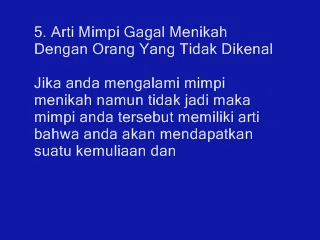 5. Arti Mimpi Gagal Menikah
Dengan Orang Yang Tidak Dikenal
Jika anda mengalami mimpi
menikah namun tidak jadi maka
mimpi anda tersebut memiliki arti
bahwa anda akan mendapatkan
suatu kemuliaan dan